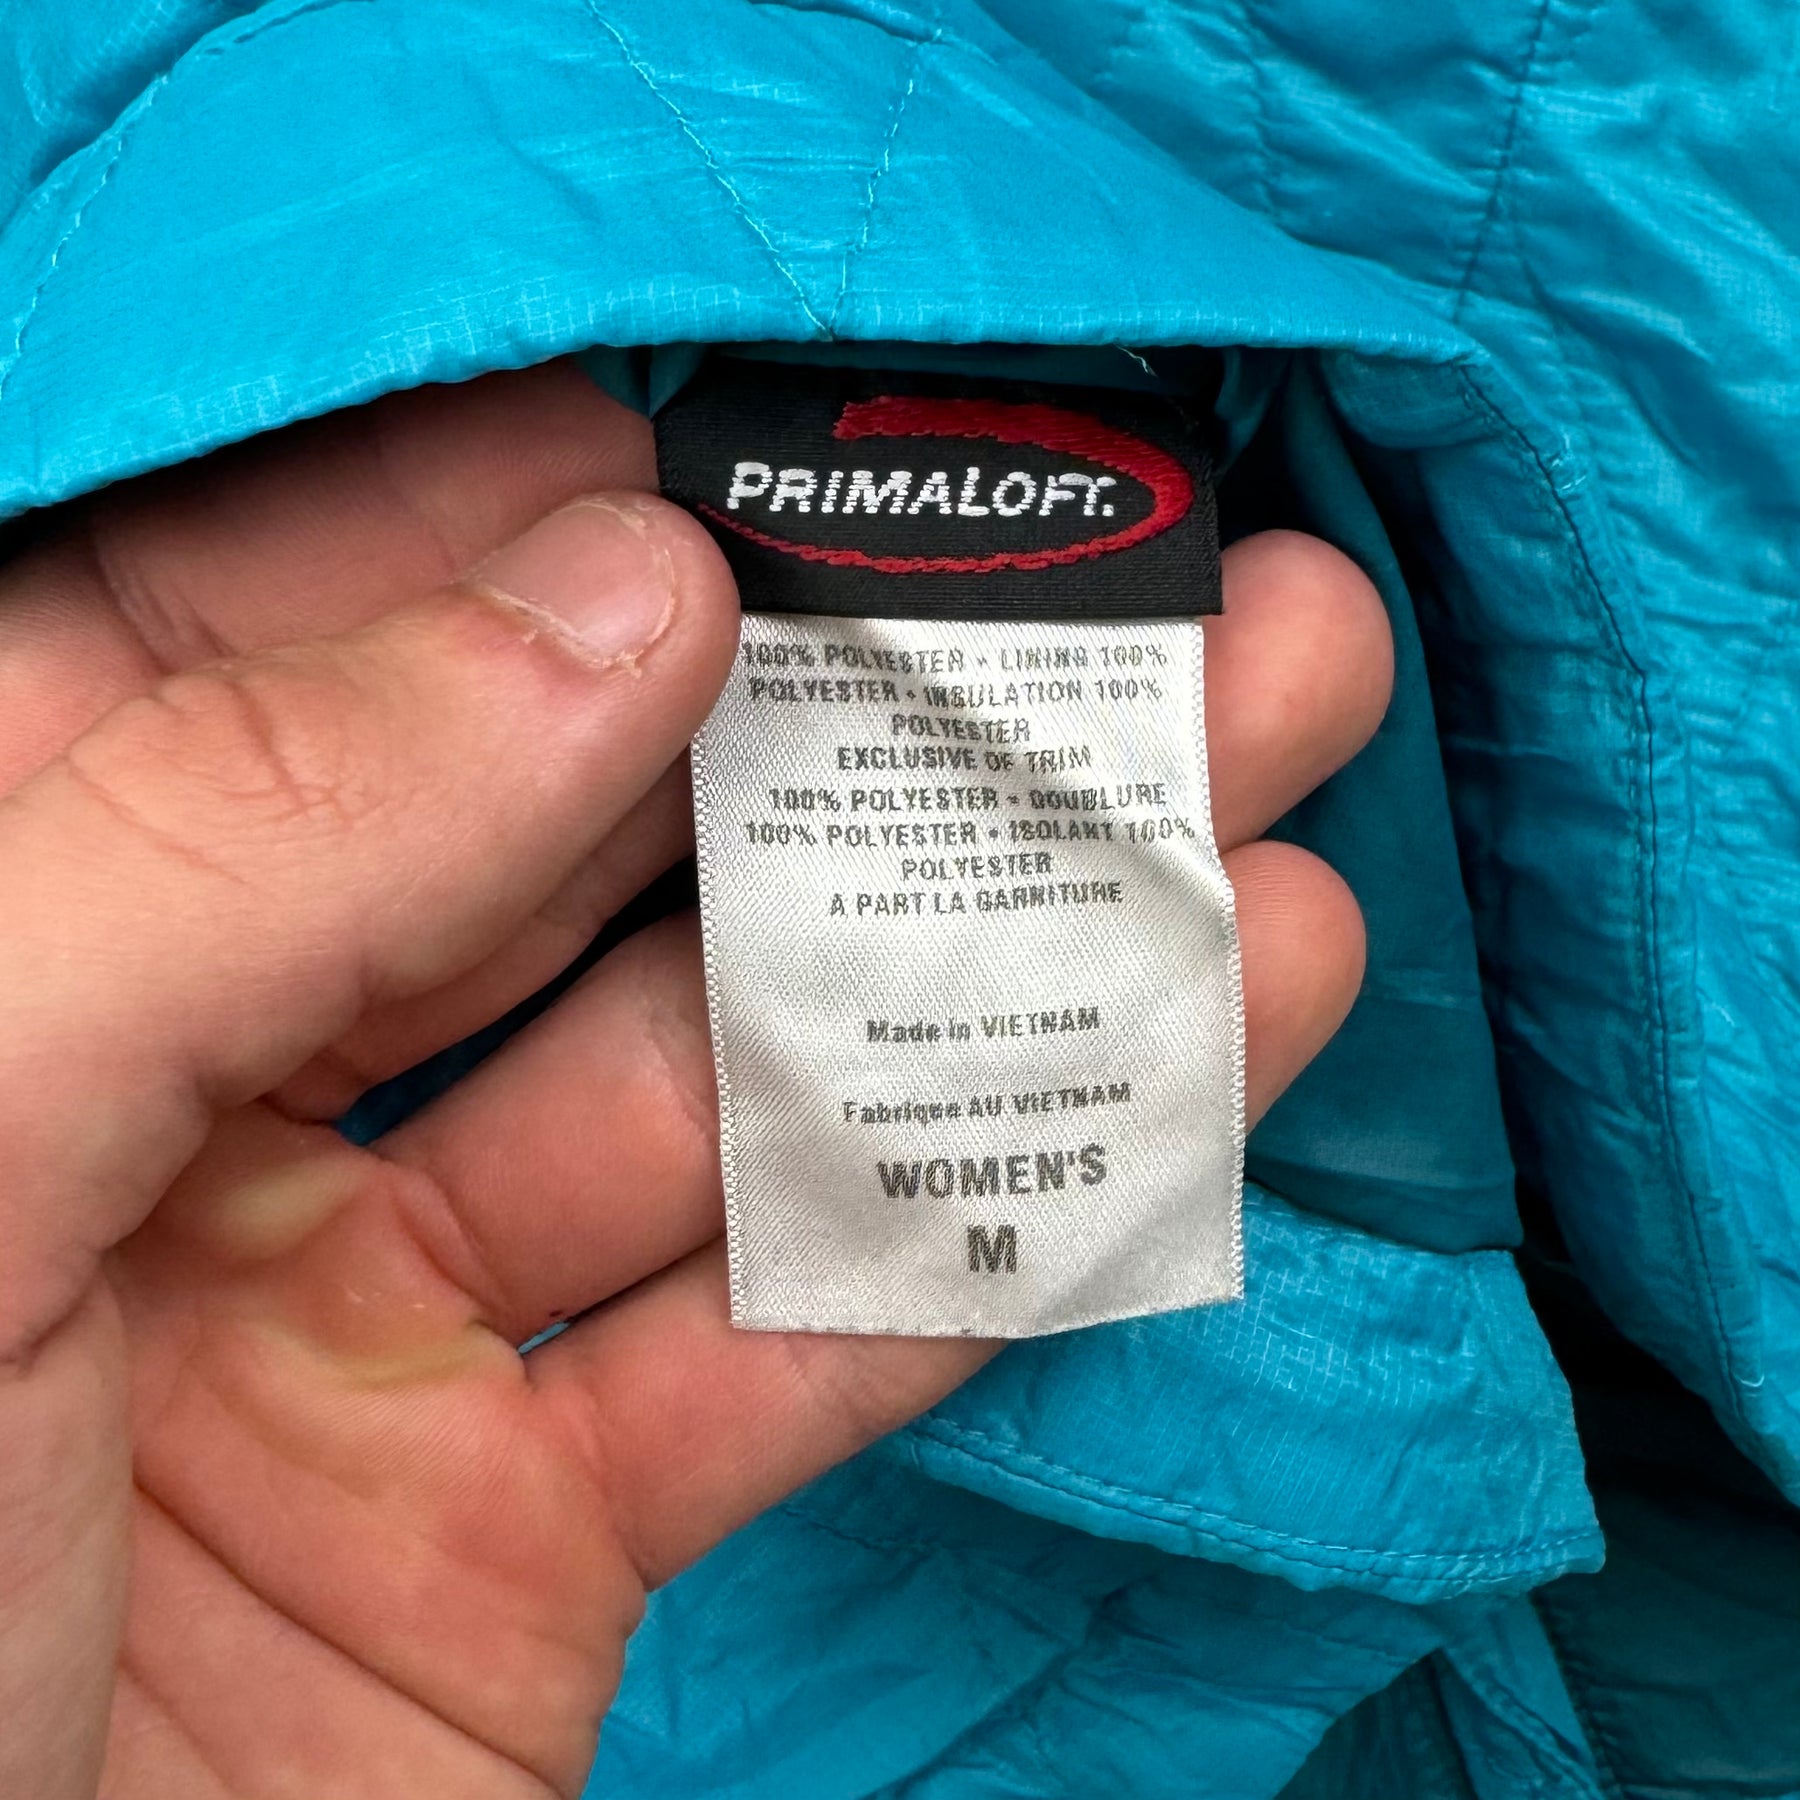 PRIMALOFT.
100% POLYESTER • LINING 100%
POLYESTER • INSULATION 100%
POLYESTER
EXCLUSIVE OF TRIM
100% POLYESTER • DOUBLURE
100% POLYESTER • ISOLANT 100%
POLYESTER
A PART LA GARNITURE
Made in VIETNAM
Fabrique AU VIETNAM
WOMEN'S
M